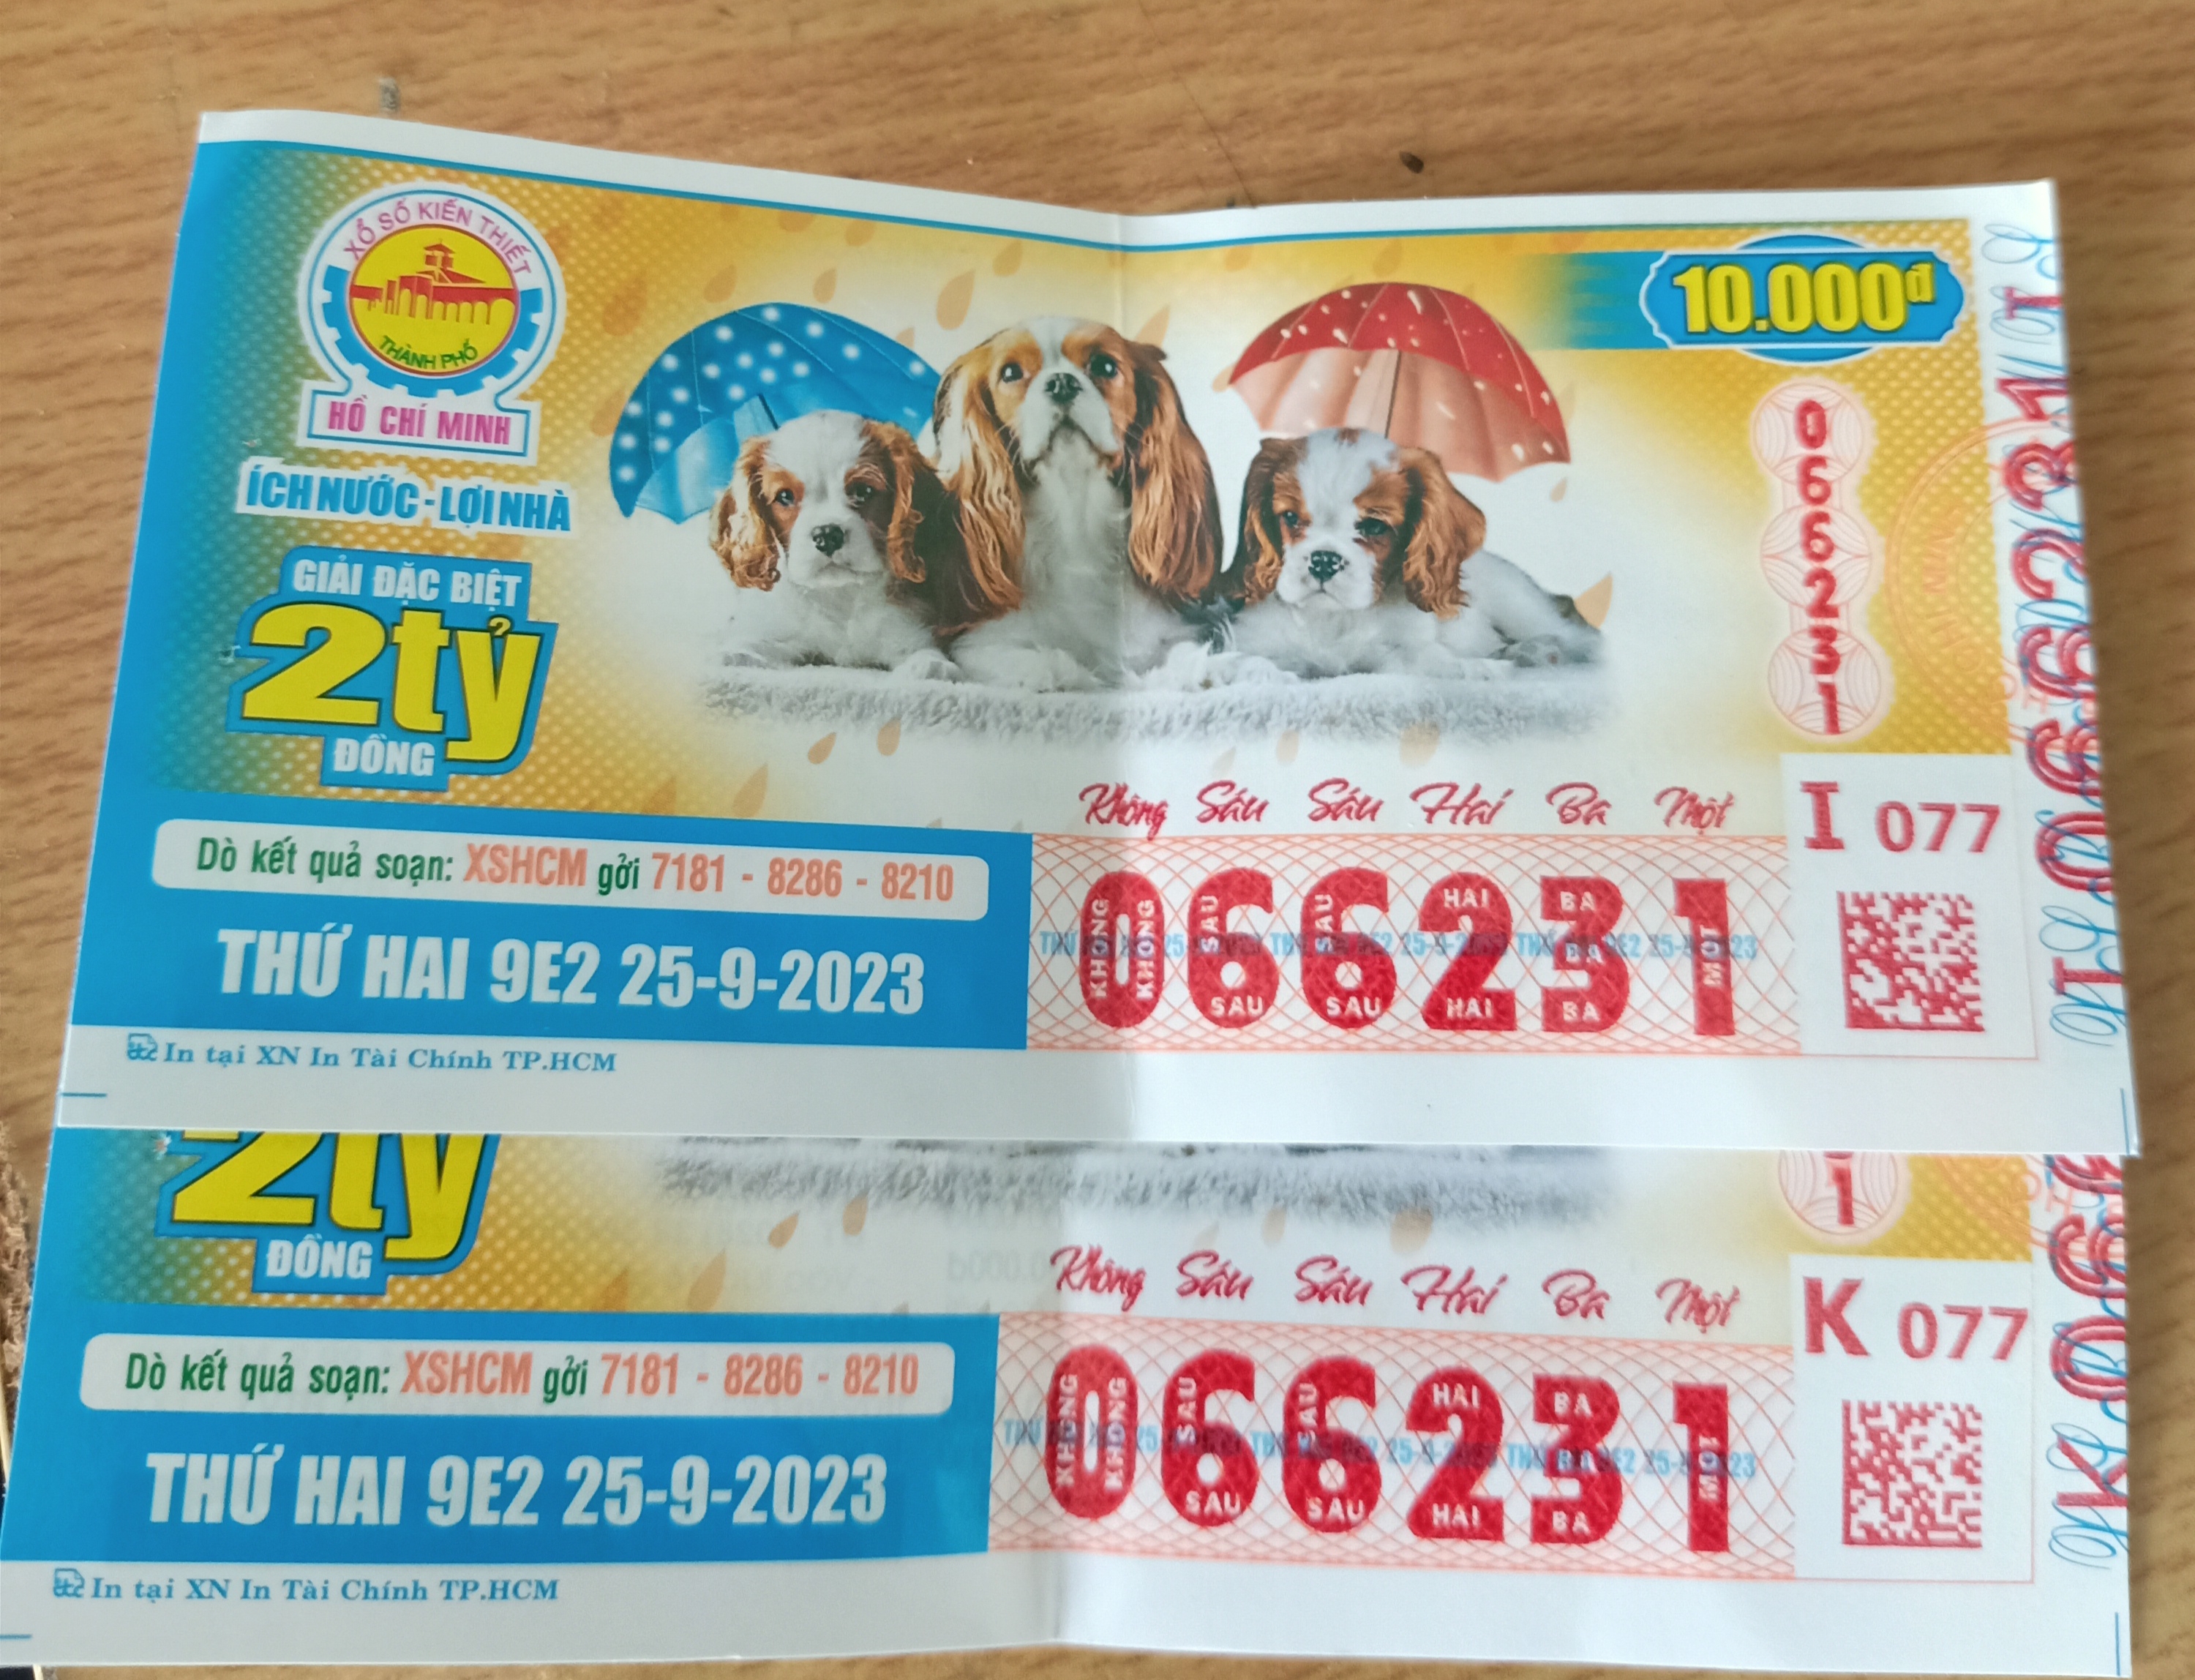 XỔ SỐ KIẾN THIẾT
THÀNH PHỐ
HỒ CHÍ MINH
ÍCH NƯỚC - LỢI NHÀ
GIẢI ĐẶC BIỆT
2 tỷ
ĐỒNG
10.000đ
066231
Không Sáu Sáu Hai Ba Một
I 077
066231
Dò kết quả soạn: XSHCM gởi 7181 - 8286 - 8210
THỨ HAI 9E2 25-9-2023
In tại XN In Tài Chính TP.HCM
2 tỷ
ĐỒNG
1
Không Sáu Sáu Hai Ba Một
K 077
066231
Dò kết quả soạn: XSHCM gởi 7181 - 8286 - 8210
THỨ HAI 9E2 25-9-2023
In tại XN In Tài Chính TP.HCM